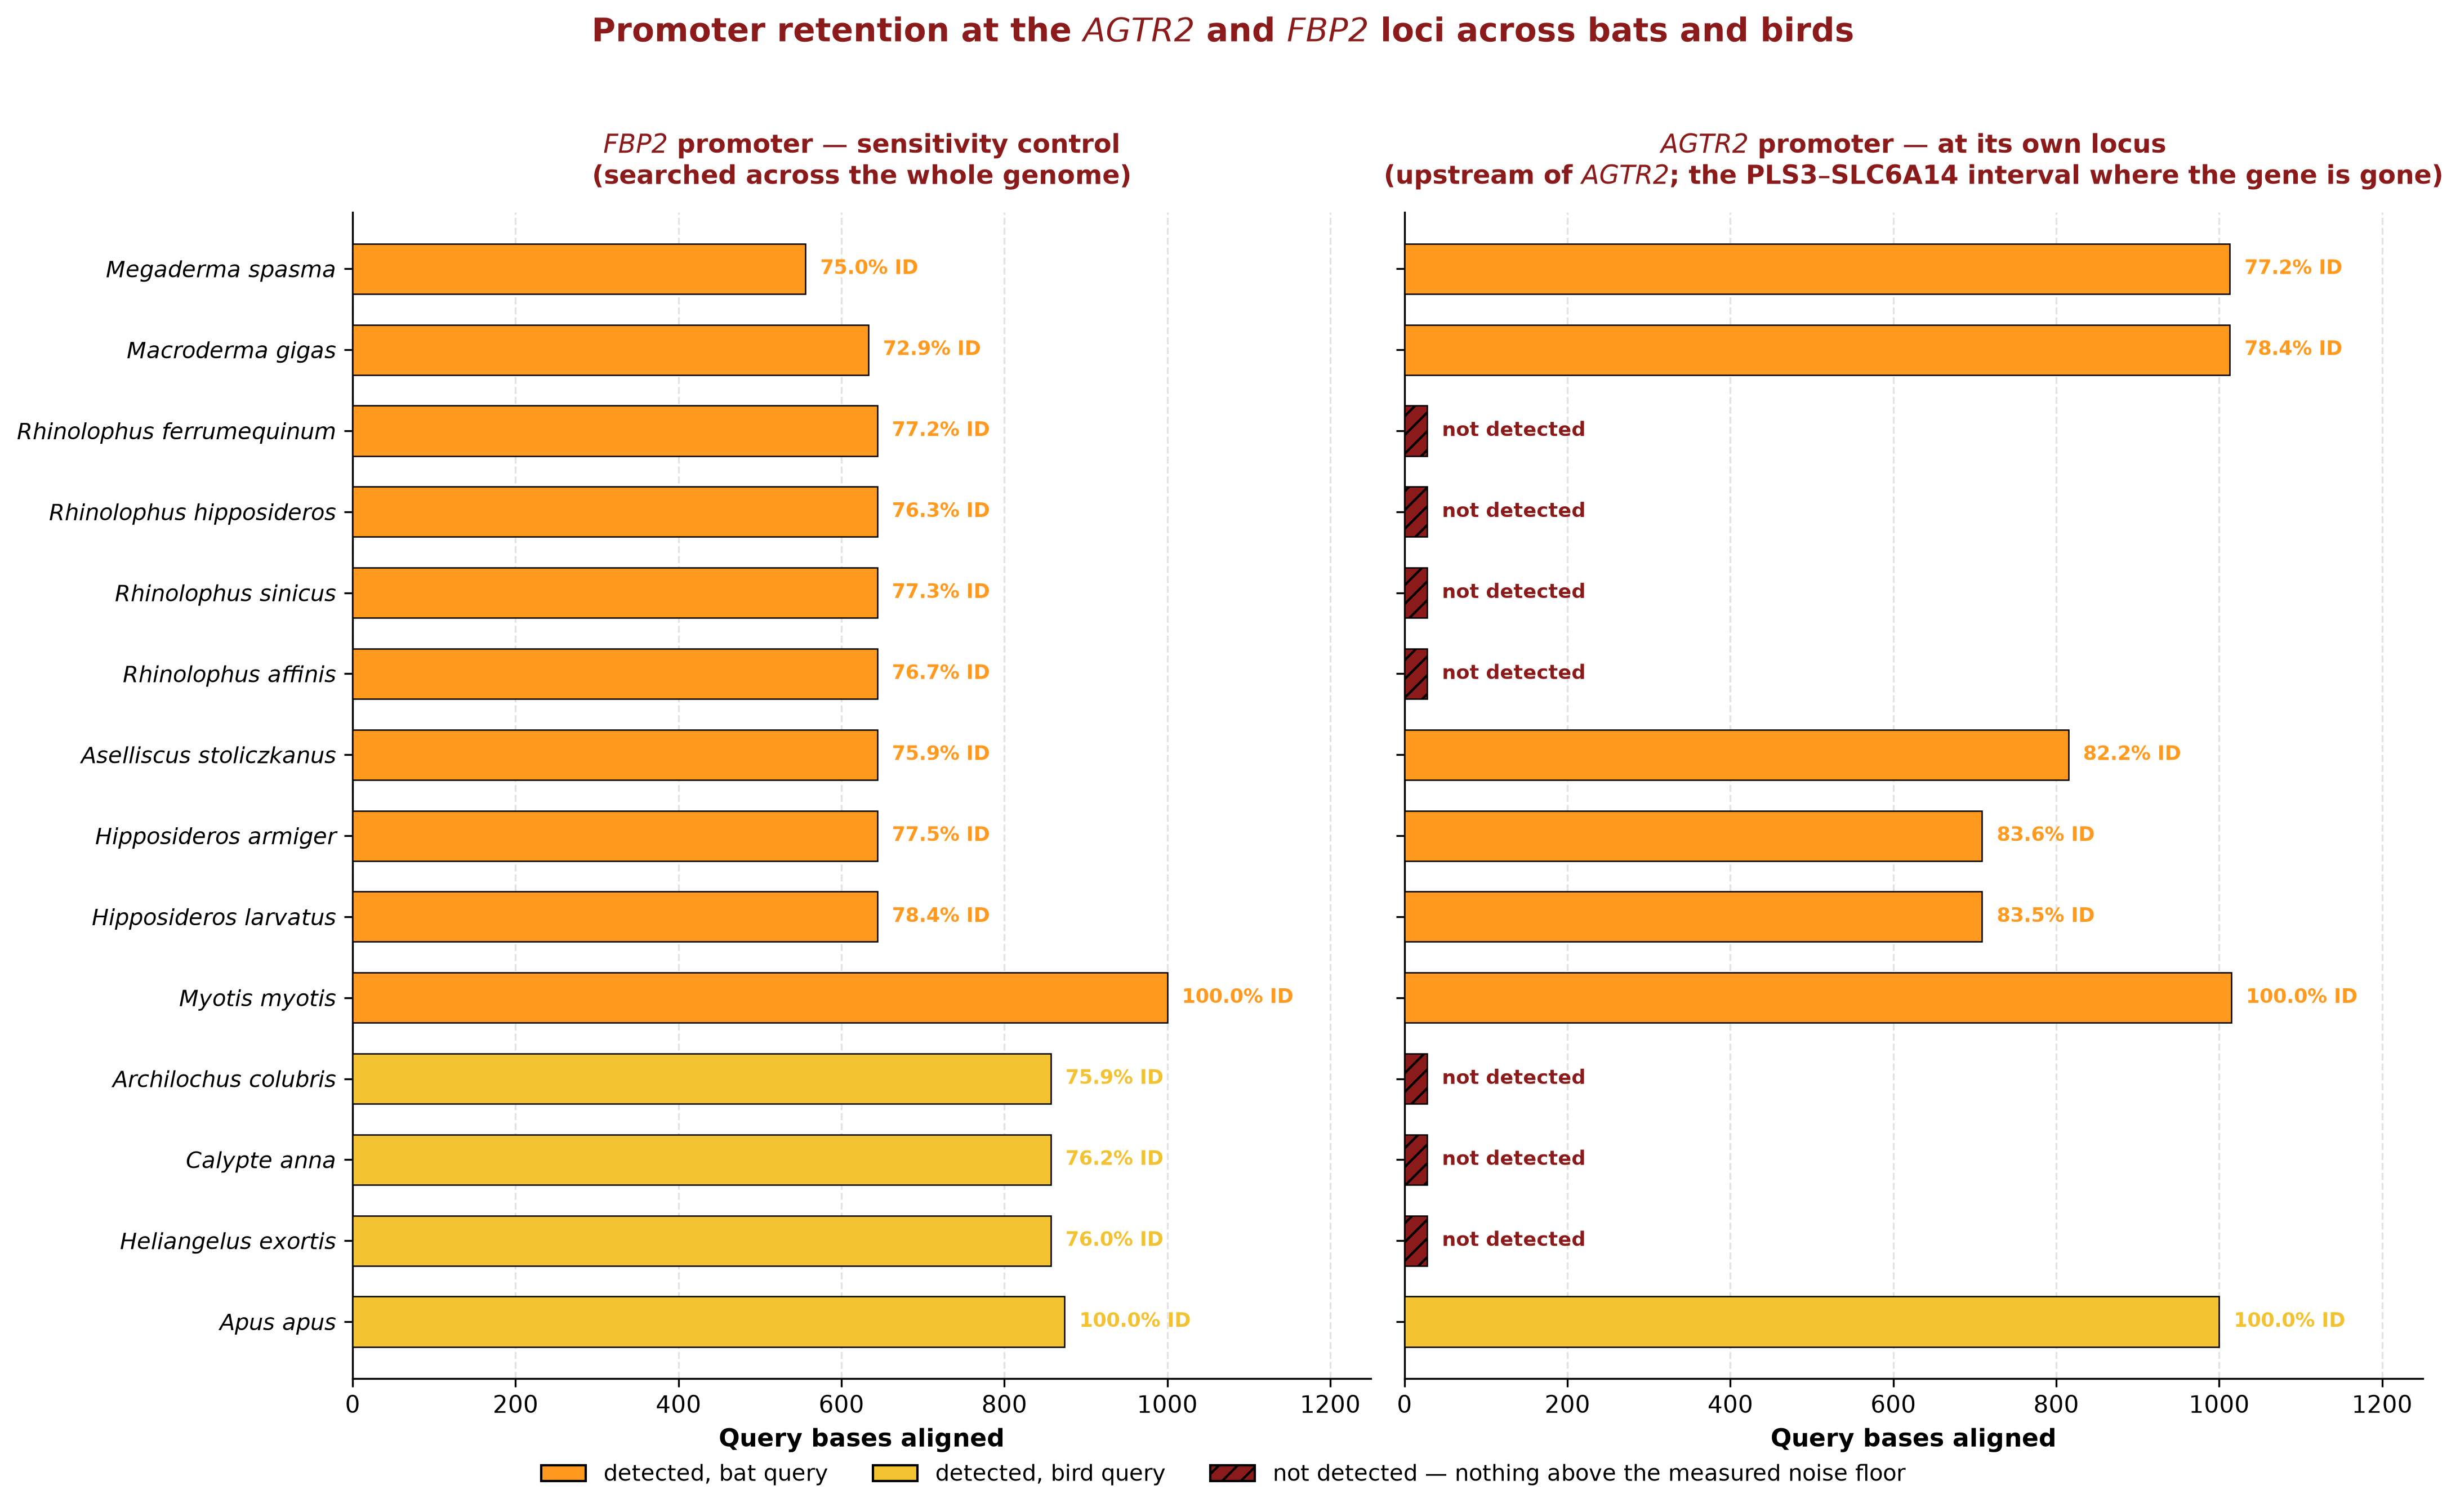 Promoter retention at the AGTR2 and FBP2 loci across bats and birds
FBP2 promoter — sensitivity control
(searched across the whole genome)
AGTR2 promoter — at its own locus
(upstream of AGTR2; the PLS3–SLC6A14 interval where the gene is gone)
Megaderma spasma 75.0% ID 77.2% ID
Macroderma gigas 72.9% ID 78.4% ID
Rhinolophus ferrumequinum 77.2% ID not detected
Rhinolophus hipposideros 76.3% ID not detected
Rhinolophus sinicus 77.3% ID not detected
Rhinolophus affinis 76.7% ID not detected
Aselliscus stoliczkanus 75.9% ID 82.2% ID
Hipposideros armiger 77.5% ID 83.6% ID
Hipposideros larvatus 78.4% ID 83.5% ID
Myotis myotis 100.0% ID 100.0% ID
Archilochus colubris 75.9% ID not detected
Calypte anna 76.2% ID not detected
Heliangelus exortis 76.0% ID not detected
Apus apus 100.0% ID 100.0% ID
0 200 400 600 800 1000 1200
0 200 400 600 800 1000 1200
Query bases aligned
Query bases aligned
detected, bat query
detected, bird query
not detected — nothing above the measured noise floor